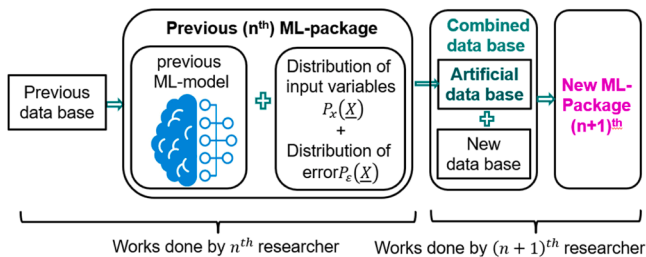 Previous
data base
Previous (nᵗʰ) ML-package
previous
ML-model
Distribution of
input variables
Pₓ(X)
+
Distribution of
errorPε(X)
Combined
data base
Artificial
data base
New
data base
New ML-
Package
(n+1)ᵗʰ
Works done by nᵗʰ researcher
Works done by (n + 1)ᵗʰ researcher